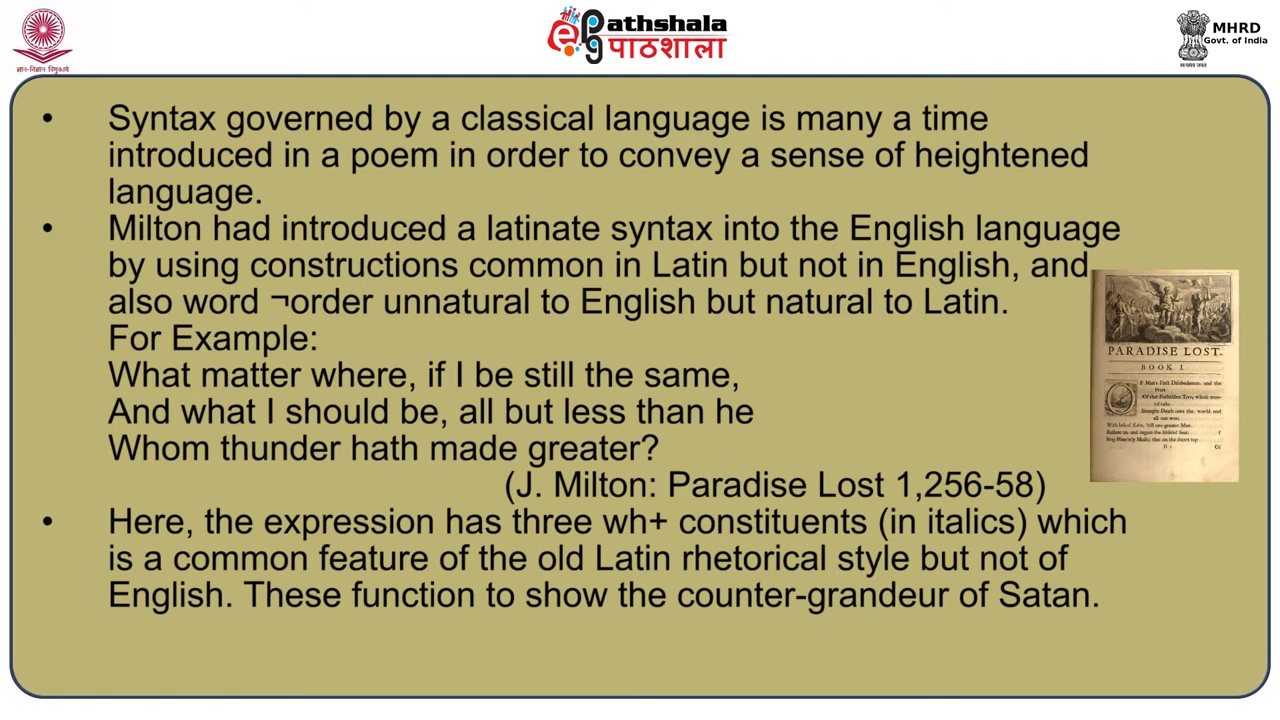 ज्ञान-विज्ञान विमुक्तये
epg
athshala
पाठशाला
MHRD
Govt. of India
सत्यमेव जयते
• Syntax governed by a classical language is many a time
introduced in a poem in order to convey a sense of heightened
language.
• Milton had introduced a latinate syntax into the English language
by using constructions common in Latin but not in English, and
also word ¬order unnatural to English but natural to Latin.
For Example:
What matter where, if I be still the same,
And what I should be, all but less than he
Whom thunder hath made greater?
(J. Milton: Paradise Lost 1,256-58)
• Here, the expression has three wh+ constituents (in italics) which
is a common feature of the old Latin rhetorical style but not of
English. These function to show the counter-grandeur of Satan.
PARADISE LOST.
BOOK I.